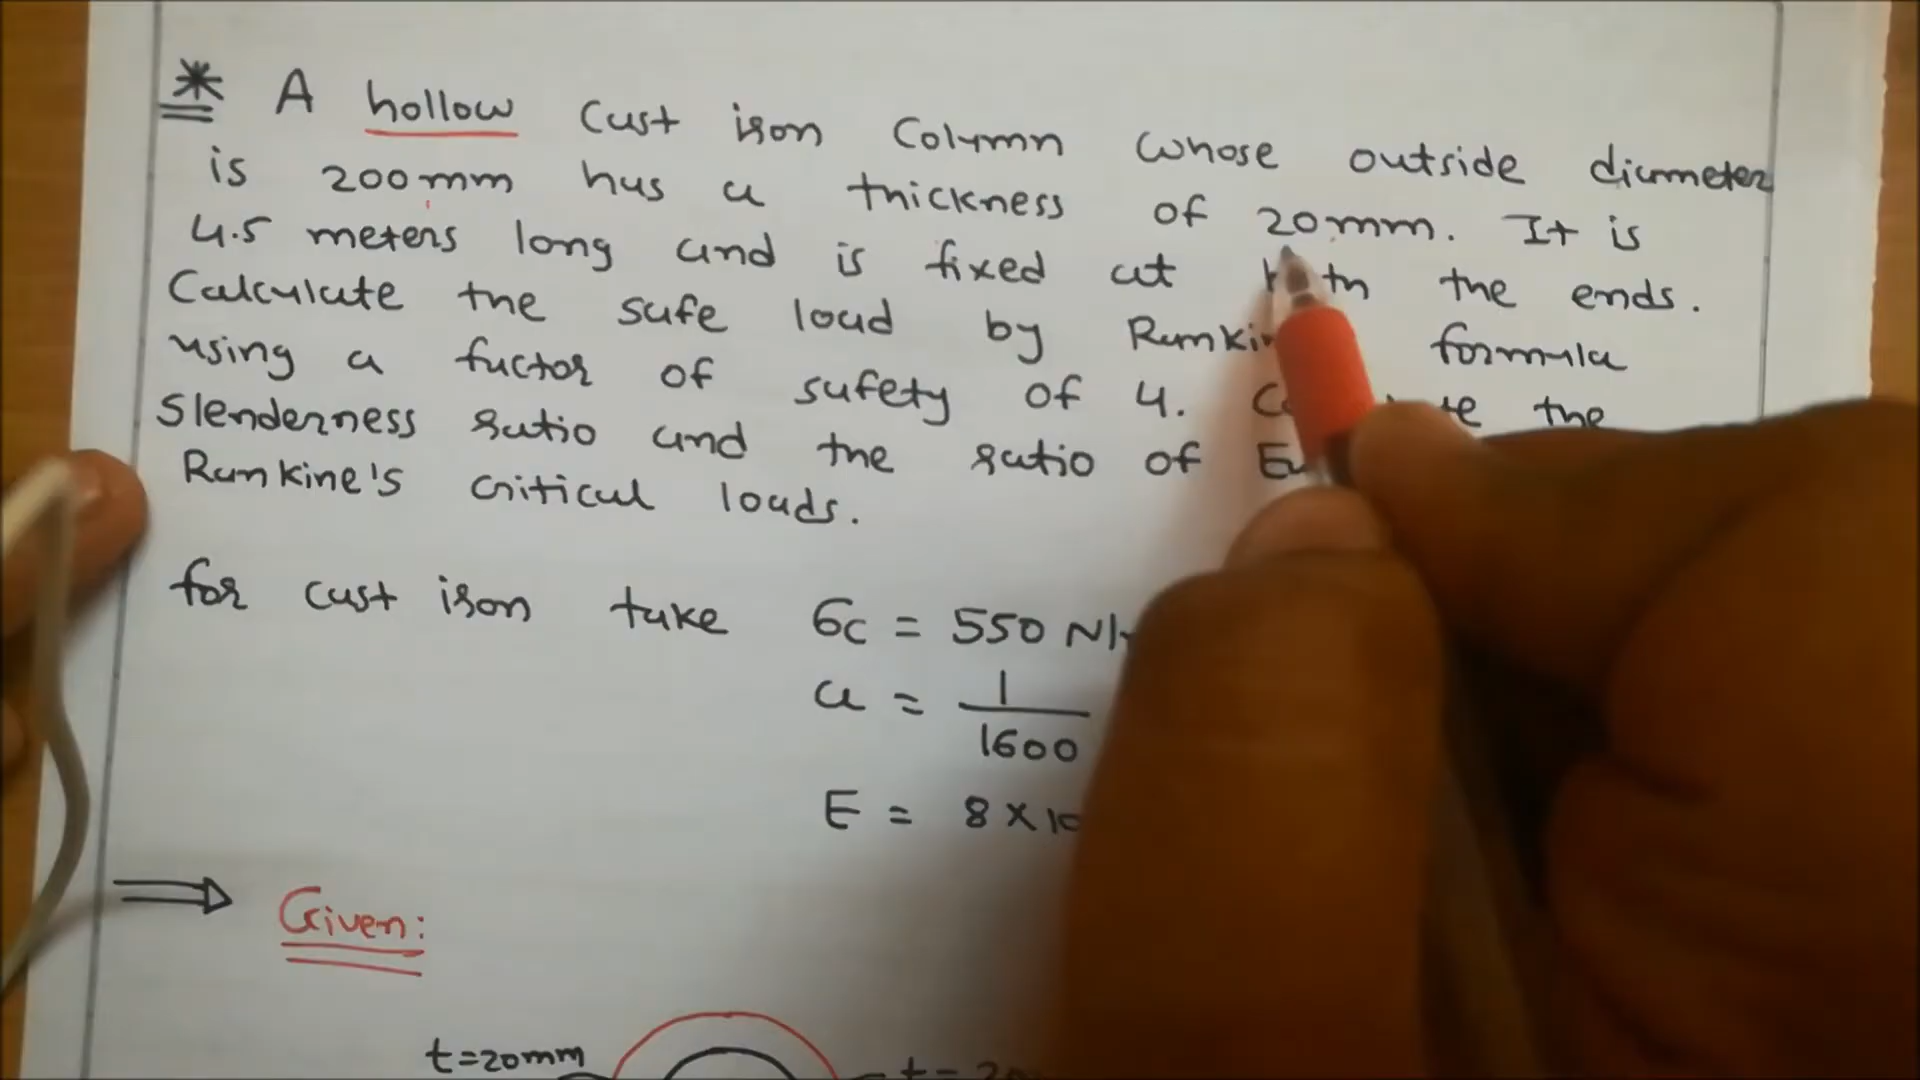 * A hollow Cast iron Column whose outside diameter
is 200mm has a thickness of 20mm. It is
4.5 meters long and is fixed at the ends.
Calculate the safe load by formula
using a factor of safety of 4. the
Slenderness ratio and the ratio of
Rankine's critical loads.
for cast iron take σc = 550
a = 1/1600
E = 8×10
⇒ Given:
t=20mm